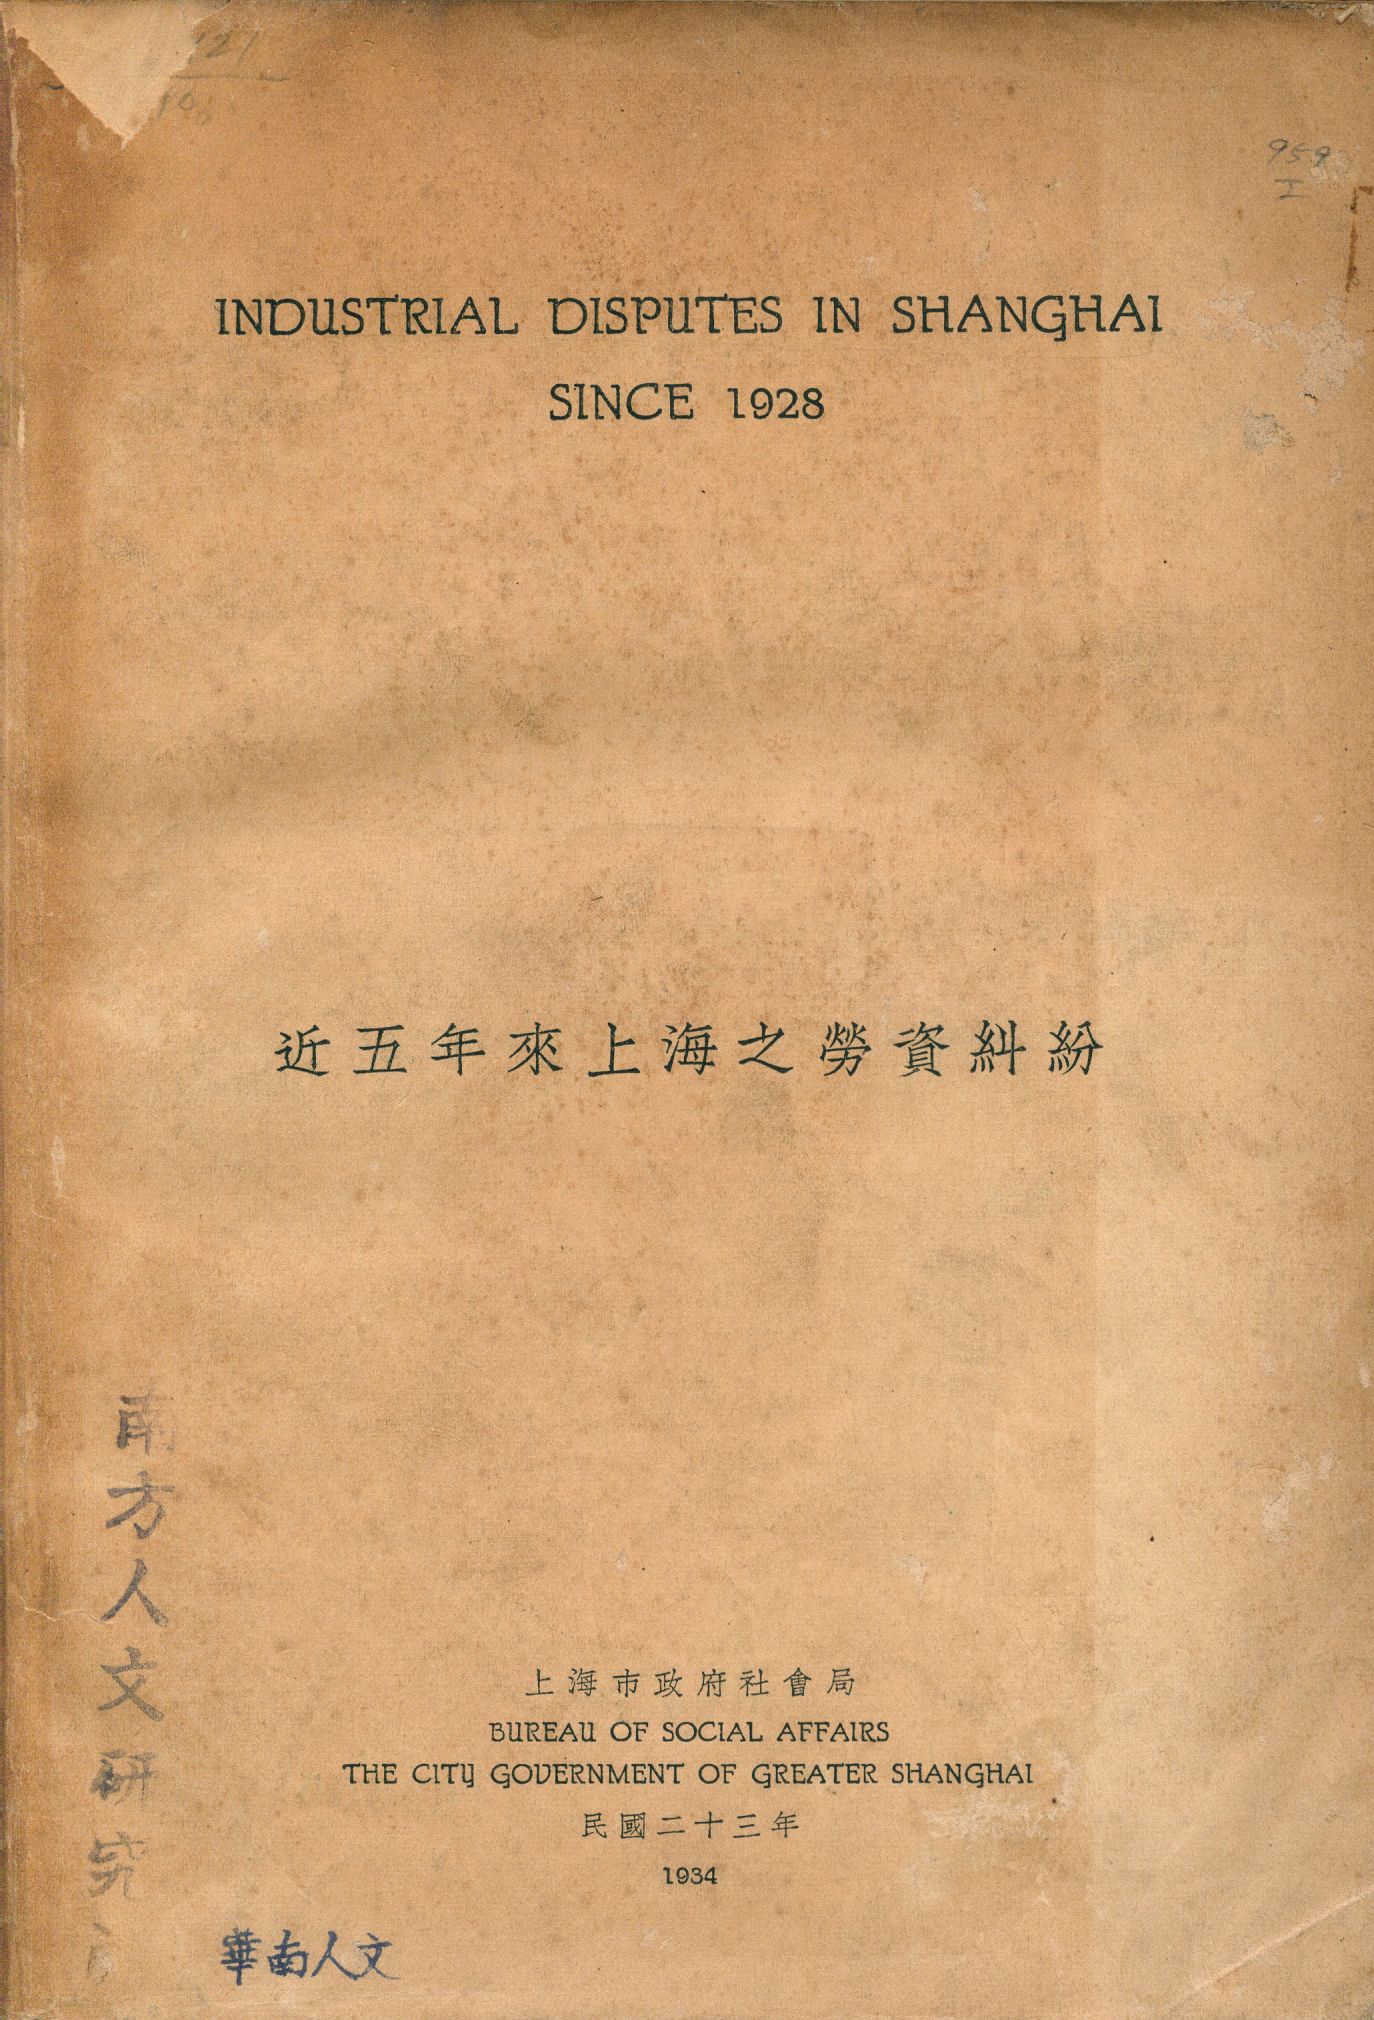 959
I
INDUSTRIAL DISPUTES IN SHANGHAI
SINCE 1928
近五年來上海之勞資糾紛
上海市政府社會局
BUREAU OF SOCIAL AFFAIRS
THE CITY GOVERNMENT OF GREATER SHANGHAI
民國二十三年
1934
南方人文研究
華南人文